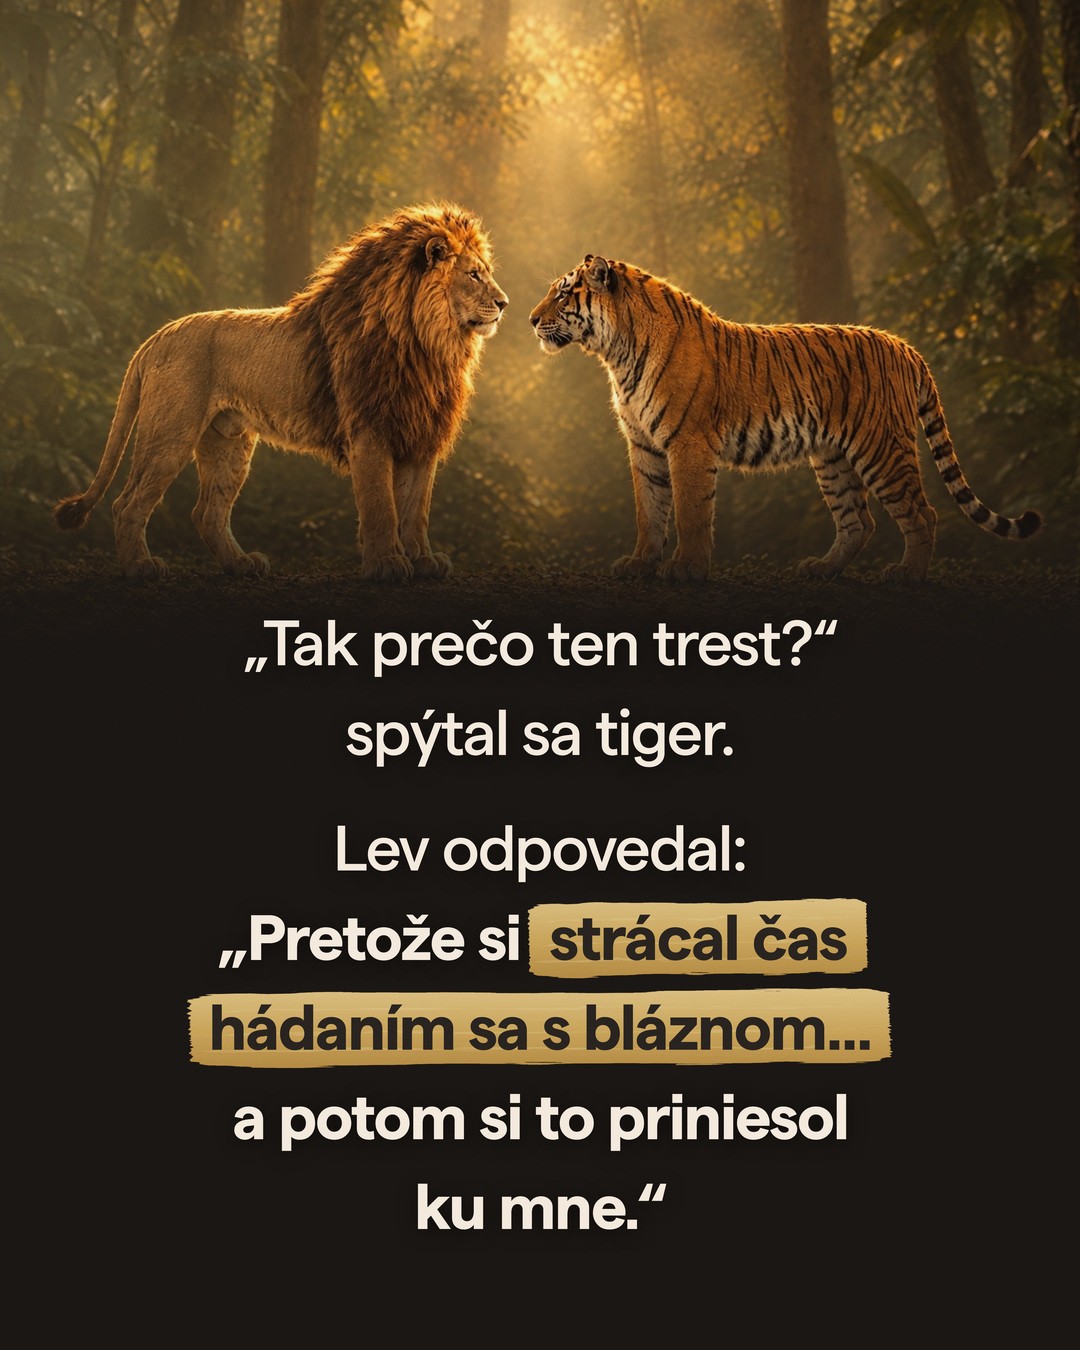 „Tak prečo ten trest?“
spýtal sa tiger.
Lev odpovedal:
„Pretože si strácal čas
hádaním sa s bláznom...
a potom si to priniesol
ku mne.“